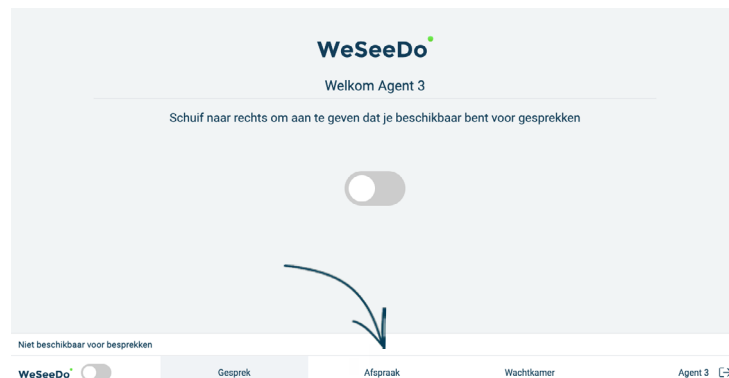 WeSeeDo
Welkom Agent 3
Schuif naar rechts om aan te geven dat je beschikbaar bent voor gesprekken
Niet beschikbaar voor besprekken
WeSeeDo Gesprek Afspraak Wachtkamer Agent 3